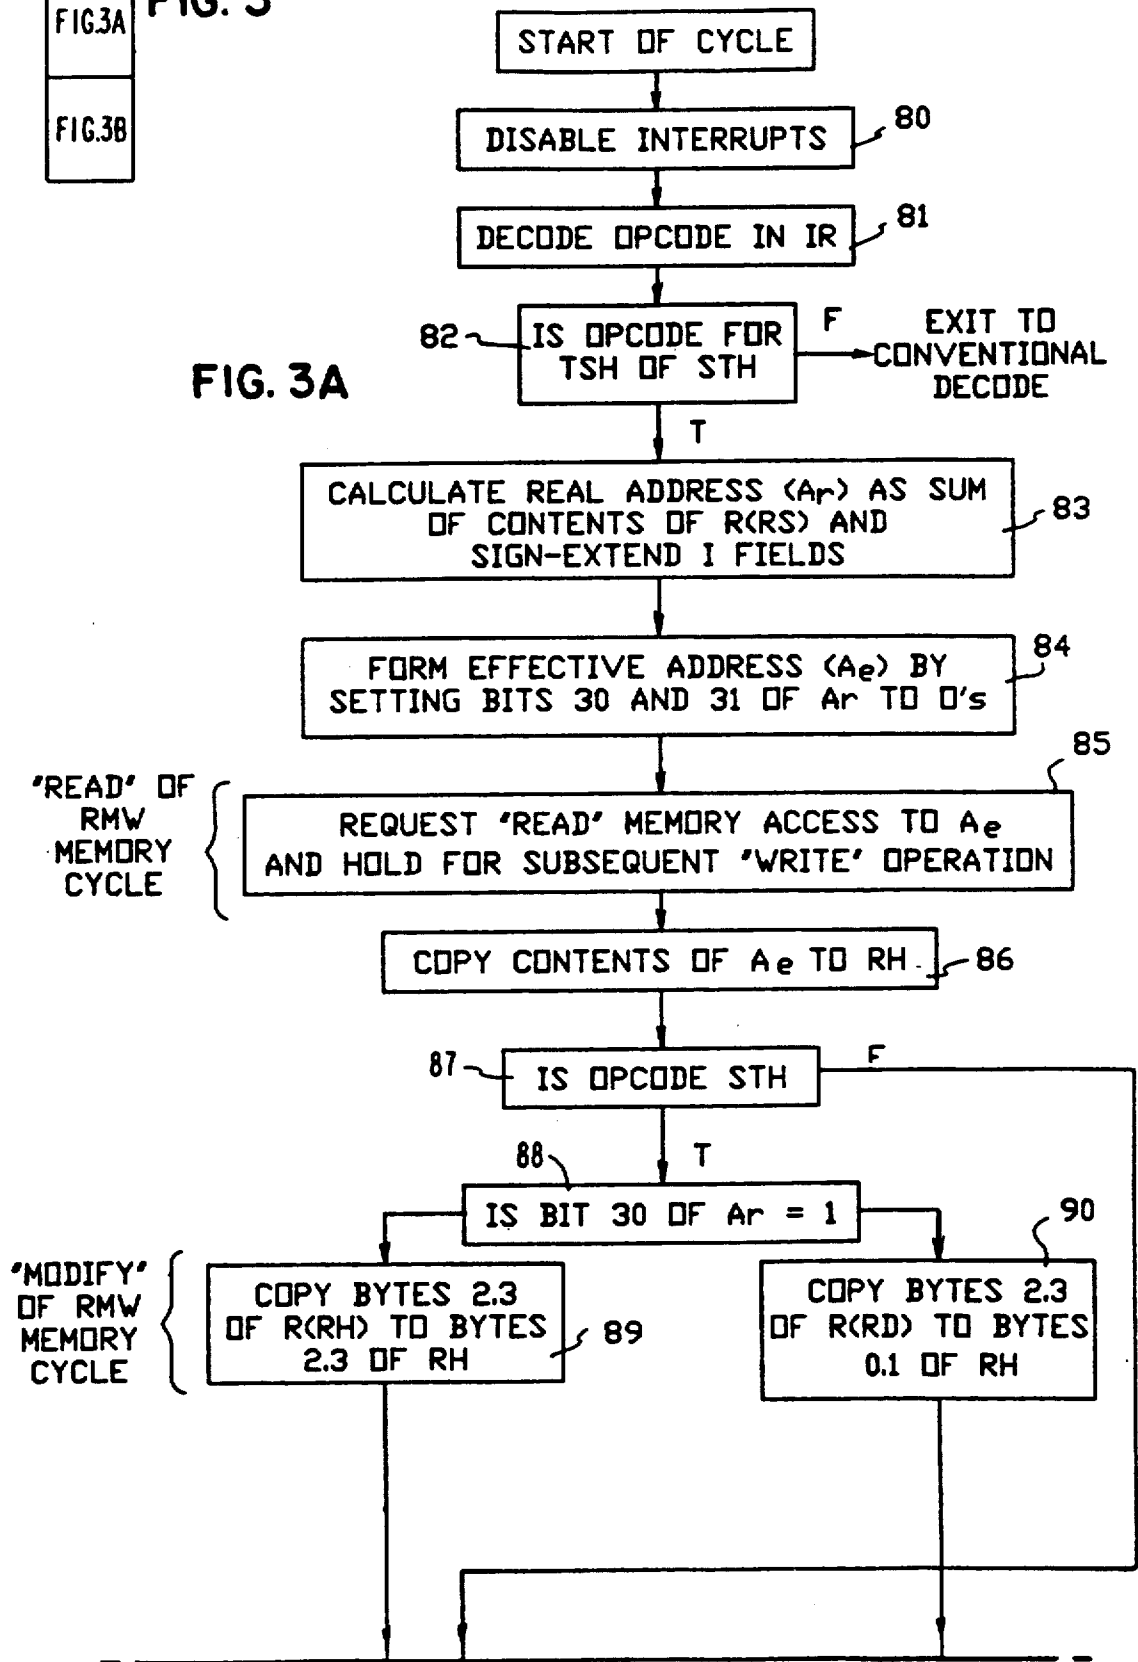 FIG. 3
FIG.3A
FIG.3B
START OF CYCLE
DISABLE INTERRUPTS
80
DECODE OPCODE IN IR
81
82
IS OPCODE FOR
TSH OF STH
F
EXIT TO
CONVENTIONAL
DECODE
FIG. 3A
T
CALCULATE REAL ADDRESS (Ar) AS SUM
OF CONTENTS OF R(RS) AND
SIGN-EXTEND I FIELDS
83
FORM EFFECTIVE ADDRESS (Ae) BY
SETTING BITS 30 AND 31 OF Ar TO 0's
84
85
"READ" OF
RMW
MEMORY
CYCLE
REQUEST "READ" MEMORY ACCESS TO Ae
AND HOLD FOR SUBSEQUENT "WRITE" OPERATION
COPY CONTENTS OF Ae TO RH
86
87
IS OPCODE STH
F
88
T
IS BIT 30 OF Ar = 1
90
"MODIFY"
OF RMW
MEMORY
CYCLE
COPY BYTES 2.3
OF R(RH) TO BYTES
2.3 OF RH
89
COPY BYTES 2.3
OF R(RD) TO BYTES
0.1 OF RH